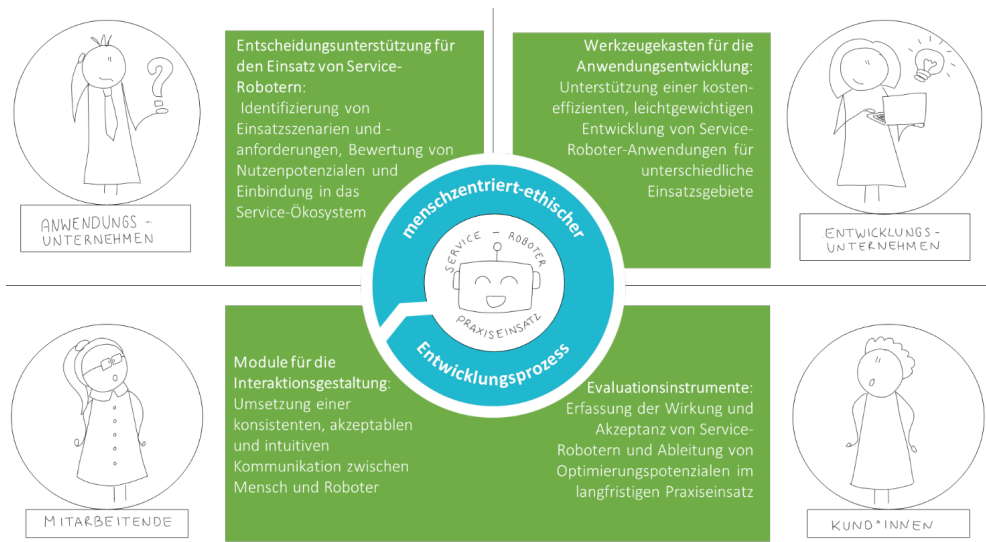 Entscheidungsunterstützung für
den Einsatz von Service-
Robotern:
Identifizierung von
Einsatzszenarien und -
anforderungen, Bewertung von
Nutzenpotenzialen und
Einbindung in das
Service-Ökosystem
ANWENDUNGS -
UNTERNEHMEN
Werkzeugekasten für die
Anwendungsentwicklung:
Unterstützung einer kosten-
effizienten, leichtgewichtigen
Entwicklung von Service-
Roboter-Anwendungen für
unterschiedliche
Einsatzgebiete
ENTWICKLUNGS -
UNTERNEHMEN
menschzentriert-ethischer
SERVICE - ROBOTER
PRAXISEINSATZ
Entwicklungsprozess
Module für die
Interaktionsgestaltung:
Umsetzung einer
konsistenten, akzeptablen
und intuitiven
Kommunikation zwischen
Mensch und Roboter
MITARBEITENDE
Evaluationsinstrumente:
Erfassung der Wirkung und
Akzeptanz von Service-
Robotern und Ableitung von
Optimierungspotenzialen im
langfristigen Praxiseinsatz
KUND*INNEN